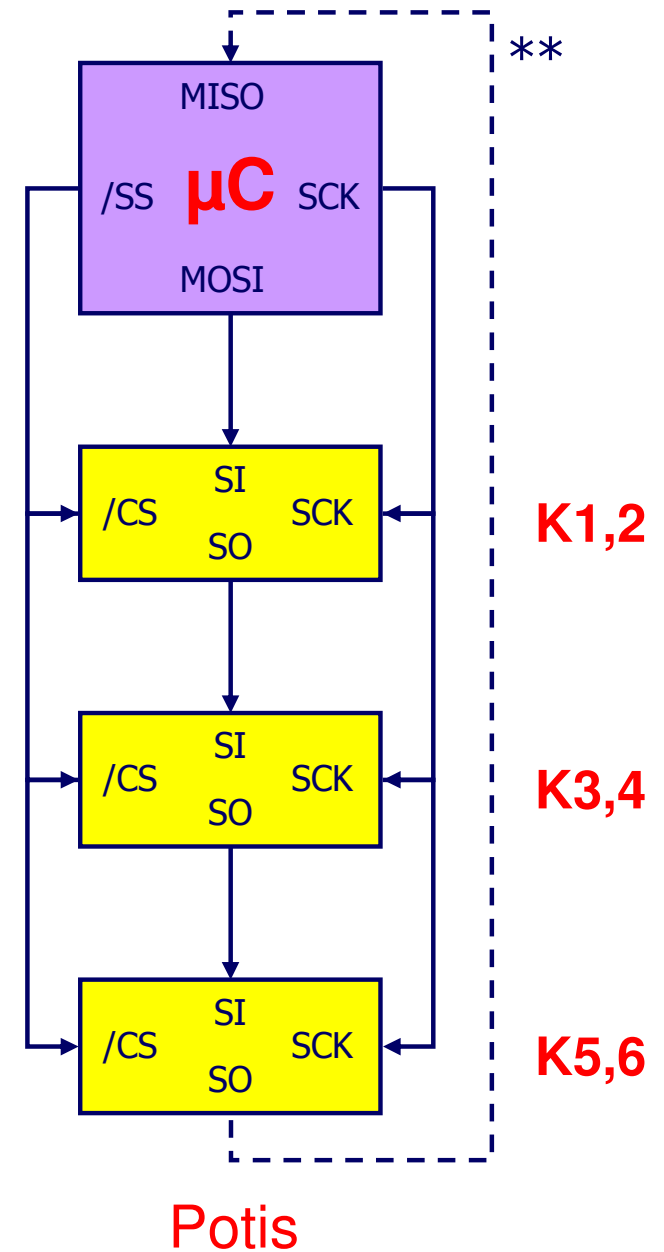 **
MISO
/SS µC SCK
MOSI
SI
/CS SCK
SO
K1,2
SI
/CS SCK
SO
K3,4
SI
/CS SCK
SO
K5,6
Potis